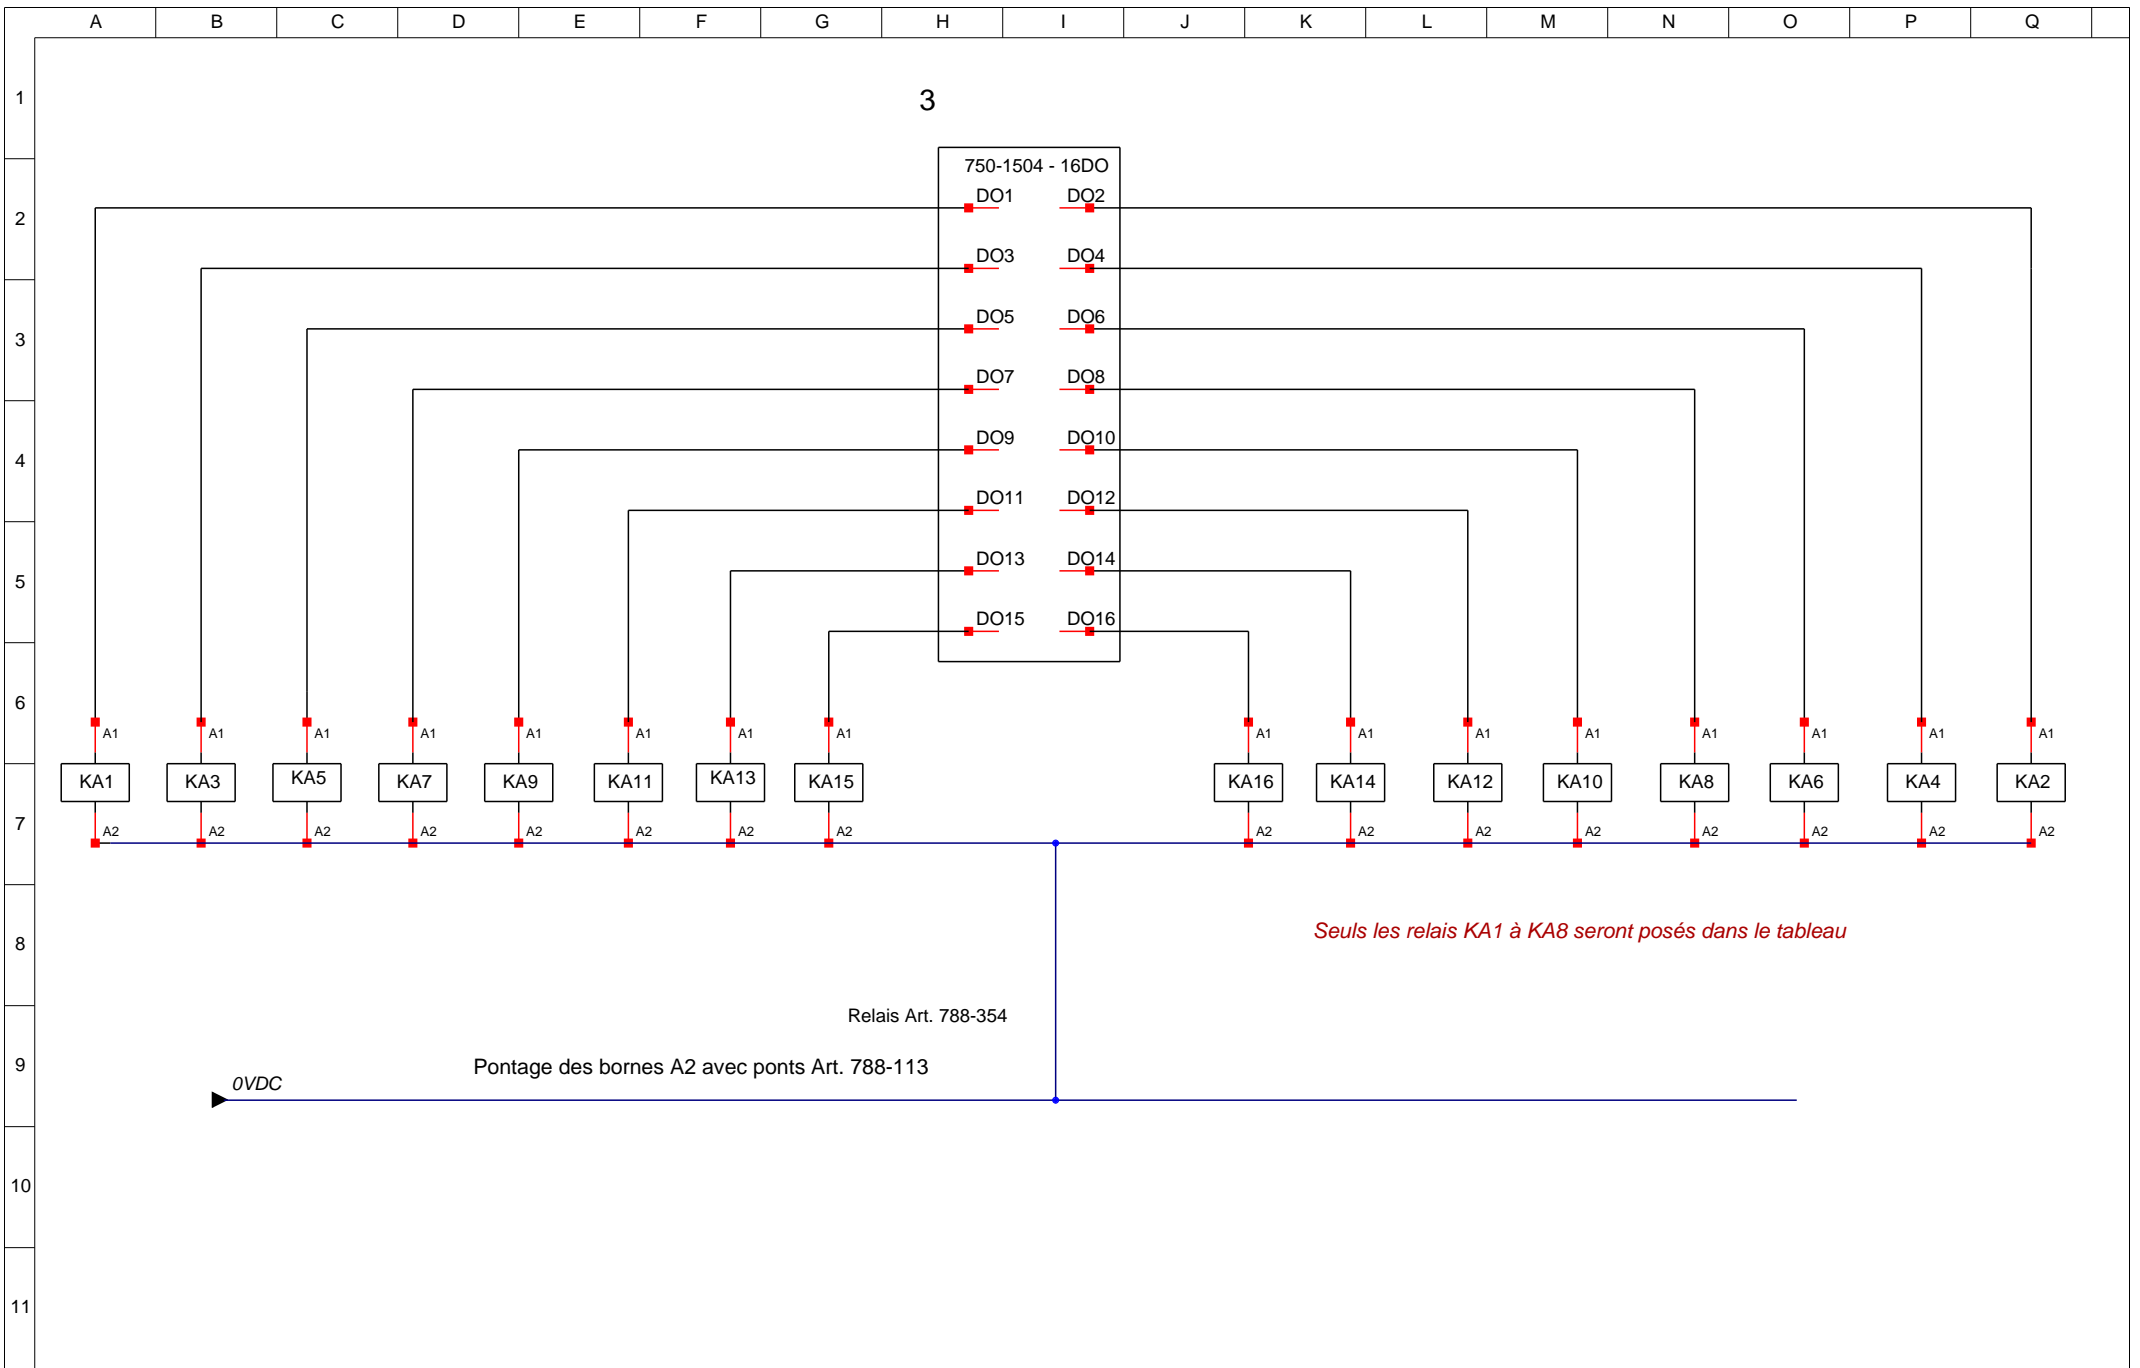 A B C D E F G H I J K L M N O P Q
1
3
750-1504 - 16DO
DO1 DO2
2
DO3 DO4
DO5 DO6
3
DO7 DO8
DO9 DO10
4
DO11 DO12
DO13 DO14
5
DO15 DO16
6
A1 A1 A1 A1 A1 A1 A1 A1 A1 A1 A1 A1 A1 A1 A1 A1
KA1 KA3 KA5 KA7 KA9 KA11 KA13 KA15 KA16 KA14 KA12 KA10 KA8 KA6 KA4 KA2
7
A2 A2 A2 A2 A2 A2 A2 A2 A2 A2 A2 A2 A2 A2 A2 A2
Seuls les relais KA1 à KA8 seront posés dans le tableau
8
Relais Art. 788-354
9
Pontage des bornes A2 avec ponts Art. 788-113
0VDC
10
11